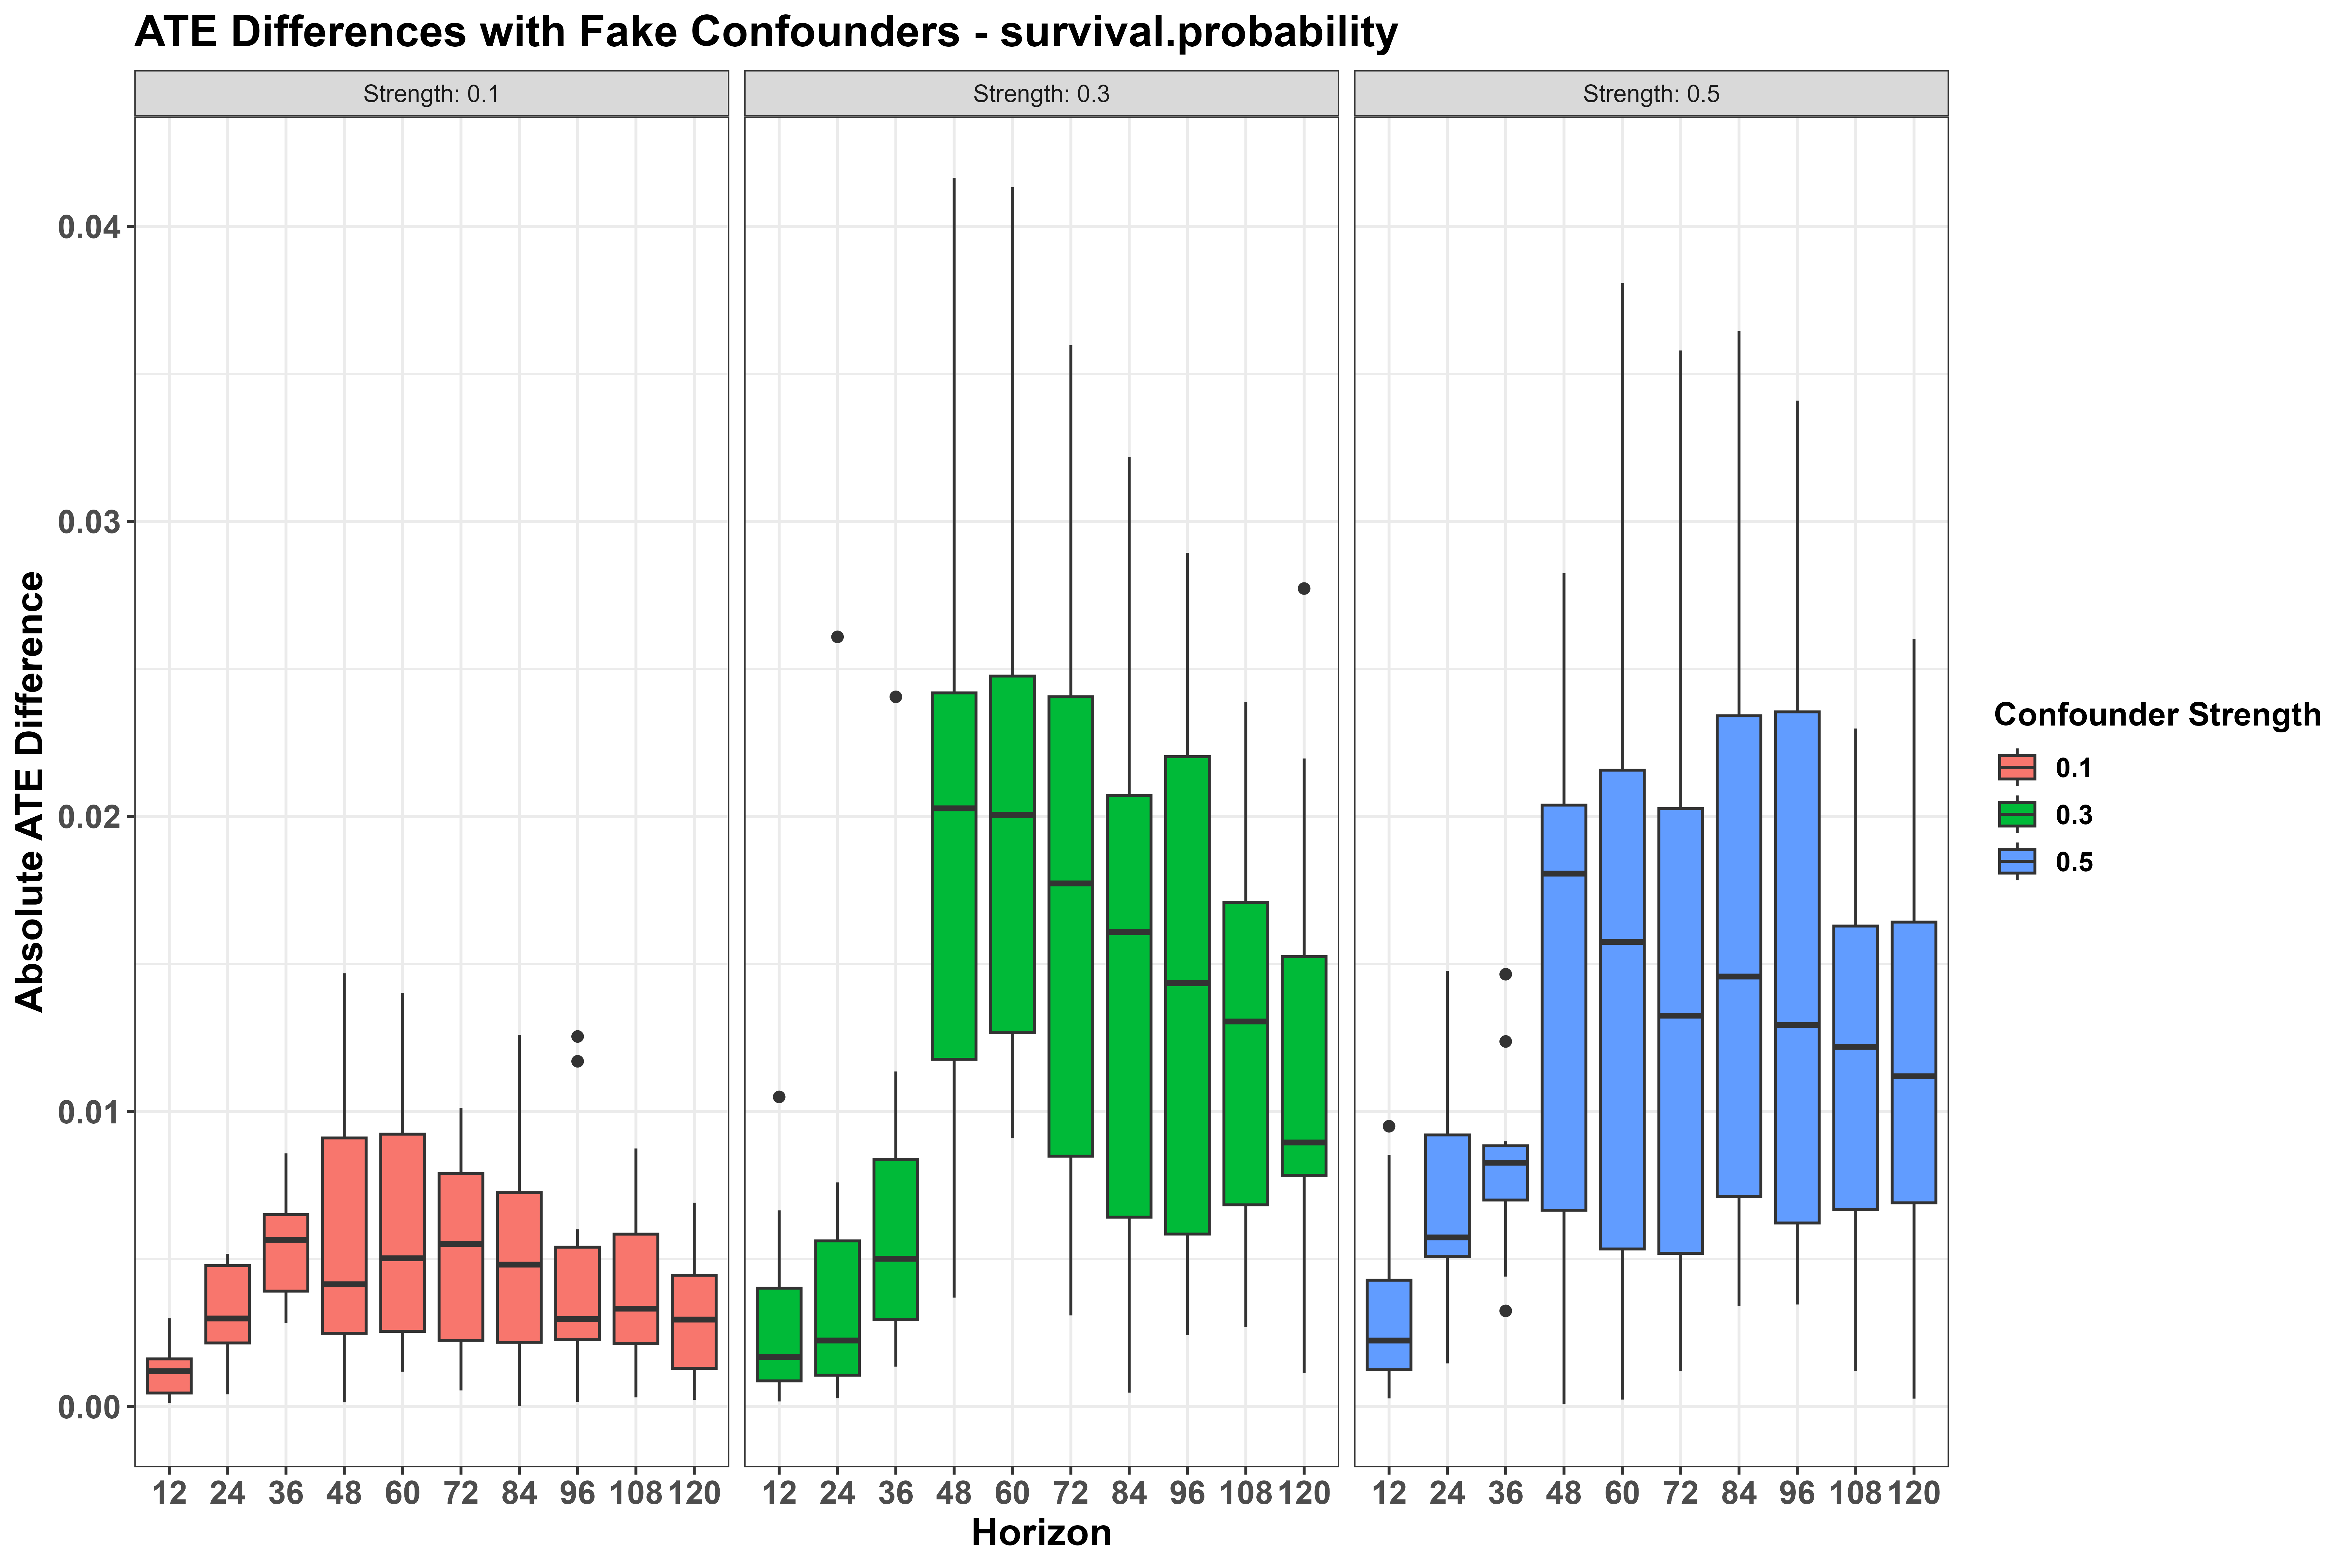 ATE Differences with Fake Confounders - survival.probability
Strength: 0.1
Strength: 0.3
Strength: 0.5
Absolute ATE Difference
0.04
0.03
0.02
0.01
0.00
12 24 36 48 60 72 84 96 108 120
12 24 36 48 60 72 84 96 108 120
12 24 36 48 60 72 84 96 108 120
Horizon
Confounder Strength
0.1
0.3
0.5